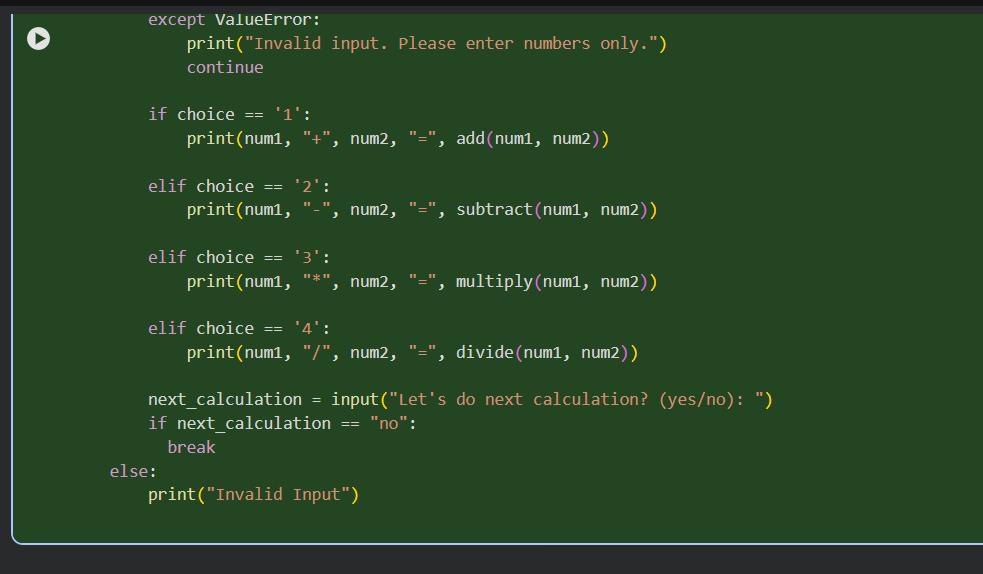 except ValueError:
print("Invalid input. Please enter numbers only.")
continue
if choice == '1':
print(num1, "+", num2, "=", add(num1, num2))
elif choice == '2':
print(num1, "-", num2, "=", subtract(num1, num2))
elif choice == '3':
print(num1, "*", num2, "=", multiply(num1, num2))
elif choice == '4':
print(num1, "/", num2, "=", divide(num1, num2))
next_calculation = input("Let's do next calculation? (yes/no): ")
if next_calculation == "no":
break
else:
print("Invalid Input")